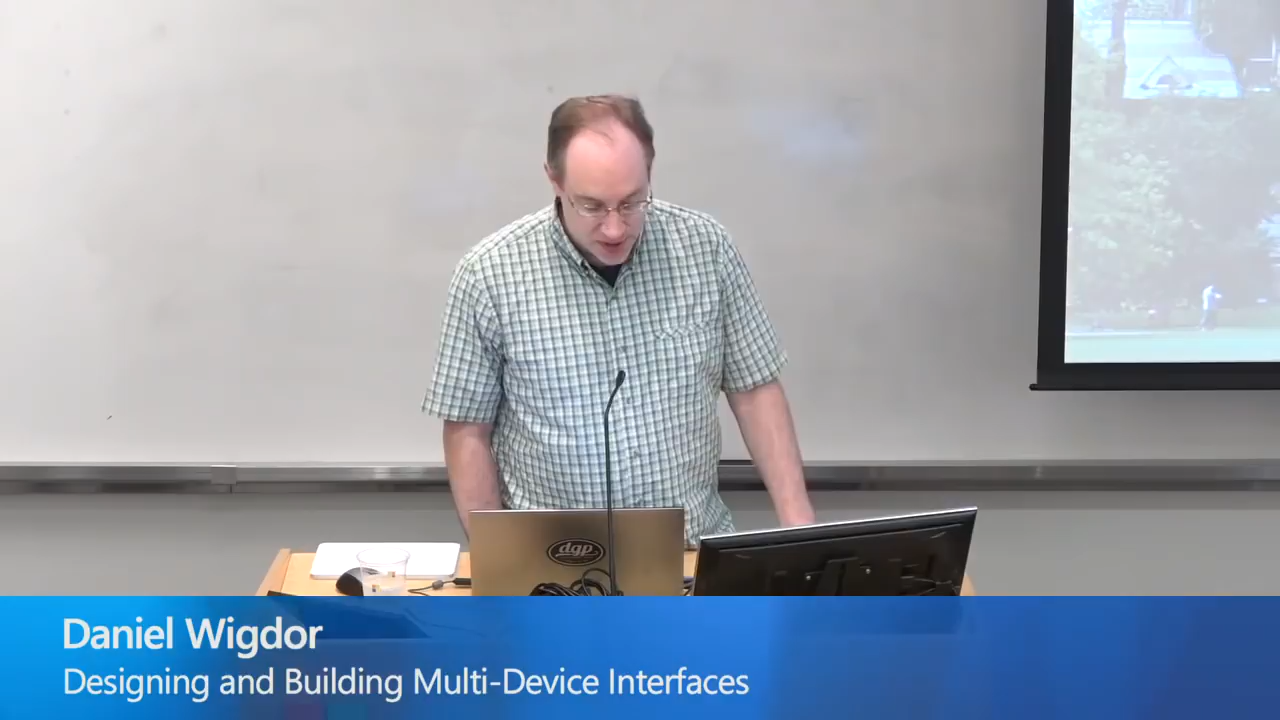 dgp
Daniel Wigdor
Designing and Building Multi-Device Interfaces